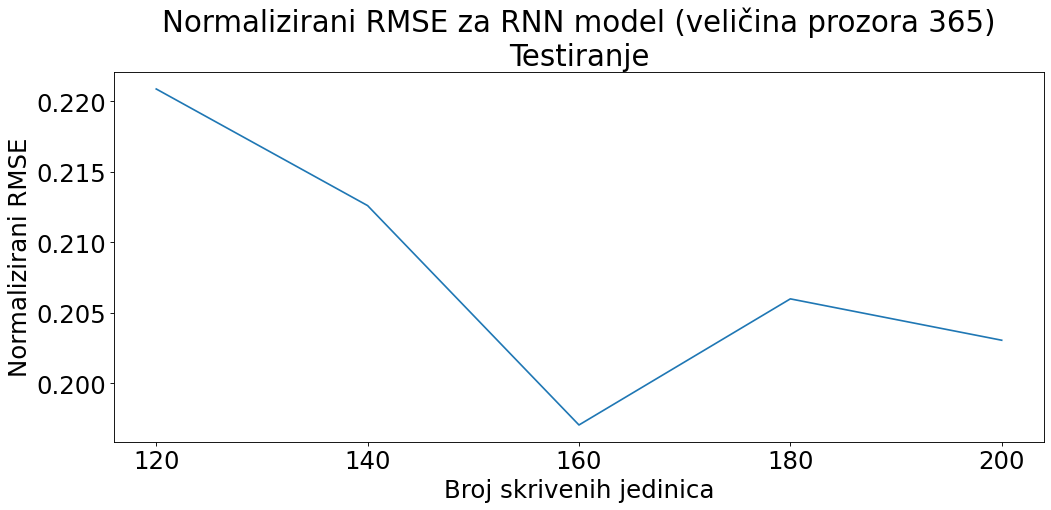 Normalizirani RMSE za RNN model (veličina prozora 365)
Testiranje
Normalizirani RMSE
0.220
0.215
0.210
0.205
0.200
120 140 160 180 200
Broj skrivenih jedinica